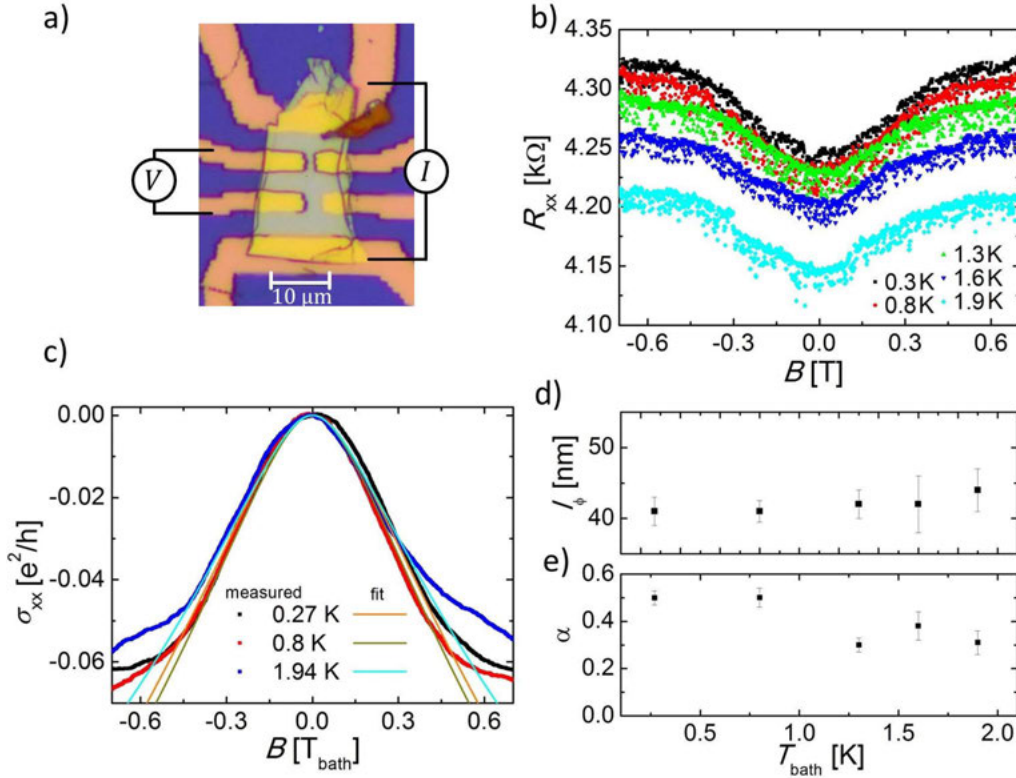 a)
V
I
10 μm
b)
4.33
4.30
4.25
4.20
4.15
4.10
R_xx [kΩ]
0.3K
0.8K
1.3K
1.6K
1.9K
-0.6
-0.3
0.0
0.3
0.6
B [T]
c)
0.00
-0.02
-0.04
-0.06
σ_xx [e²/h]
measured fit
0.27 K
0.8 K
1.94 K
-0.6
-0.3
0.0
0.3
0.6
B [T_bath]
d)
50
40
l_ϕ [nm]
e)
0.6
0.4
0.2
0.0
α
0.5
1.0
1.5
2.0
T_bath [K]